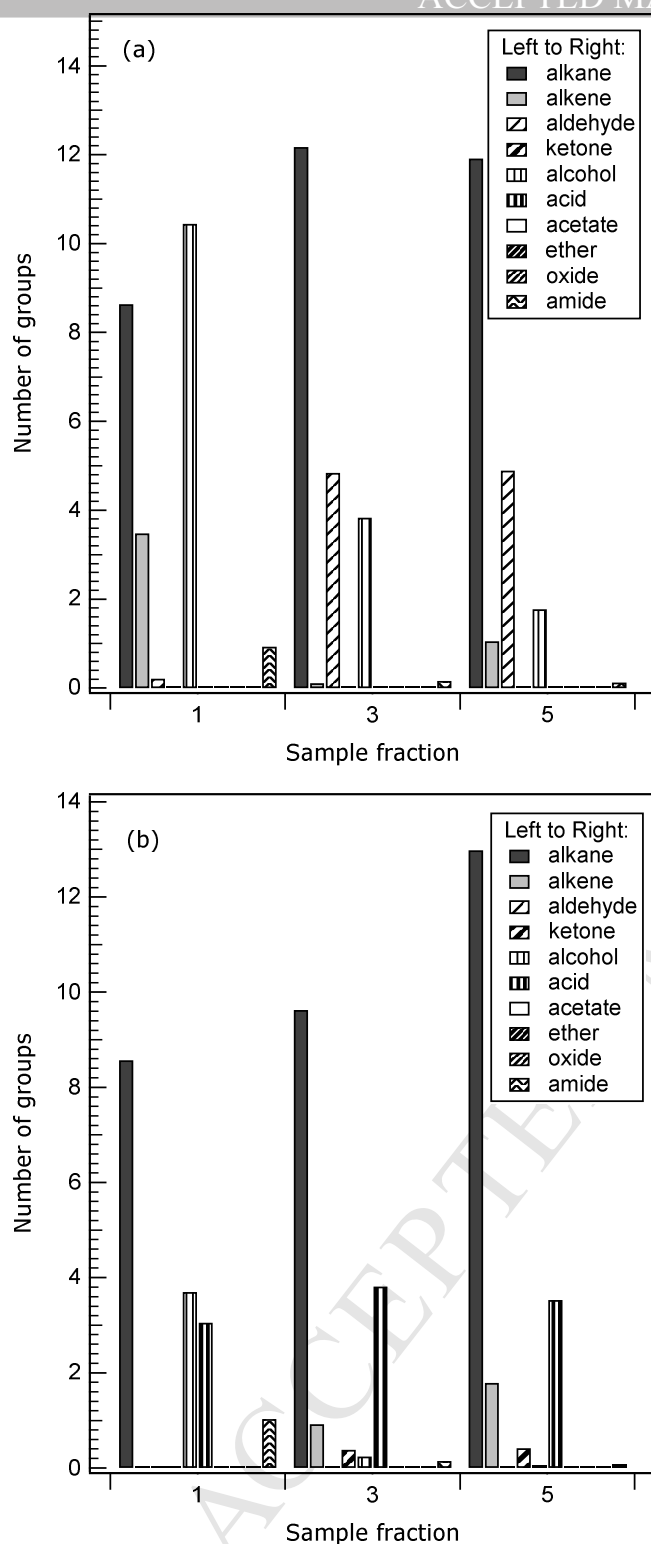 ACCEPTED MA
(a)
Left to Right:
alkane
alkene
aldehyde
ketone
alcohol
acid
acetate
ether
oxide
amide
14
12
10
8
6
4
2
0
Number of groups
1 3 5
Sample fraction
(b)
Left to Right:
alkane
alkene
aldehyde
ketone
alcohol
acid
acetate
ether
oxide
amide
14
12
10
8
6
4
2
0
Number of groups
1 3 5
Sample fraction
ACCEPTE